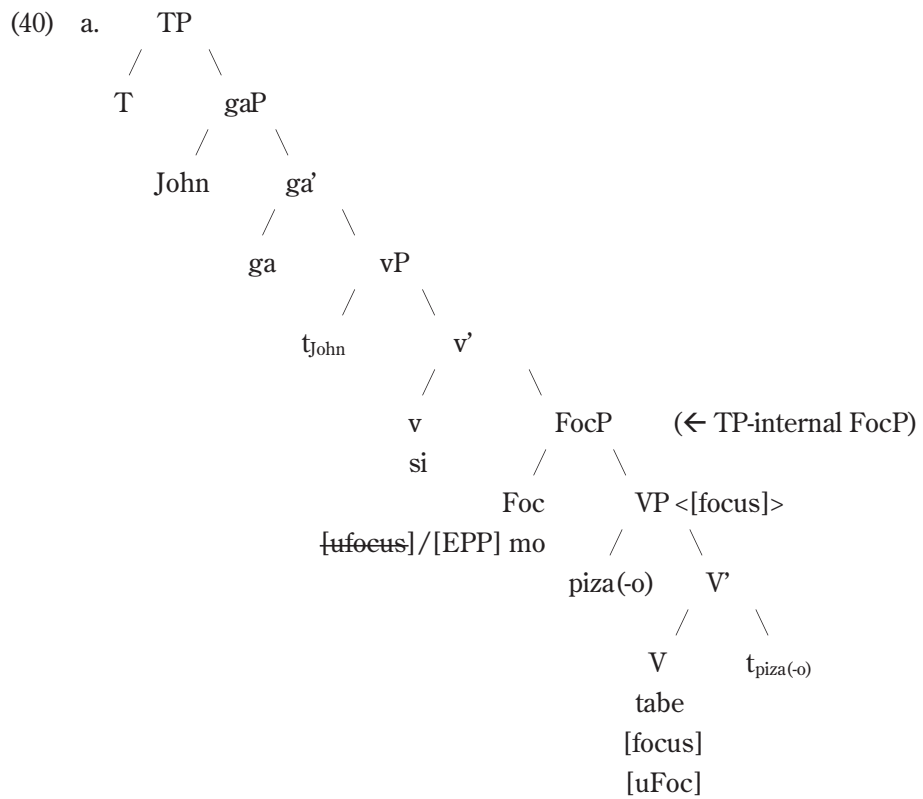 (40) a. TP
T gaP
John ga’
ga vP
tJohn v’
v FocP (← TP-internal FocP)
si
Foc VP <[focus]>
[ufocus]/[EPP] mo
piza(-o) V’
V tpiza(-o)
tabe
[focus]
[uFoc]